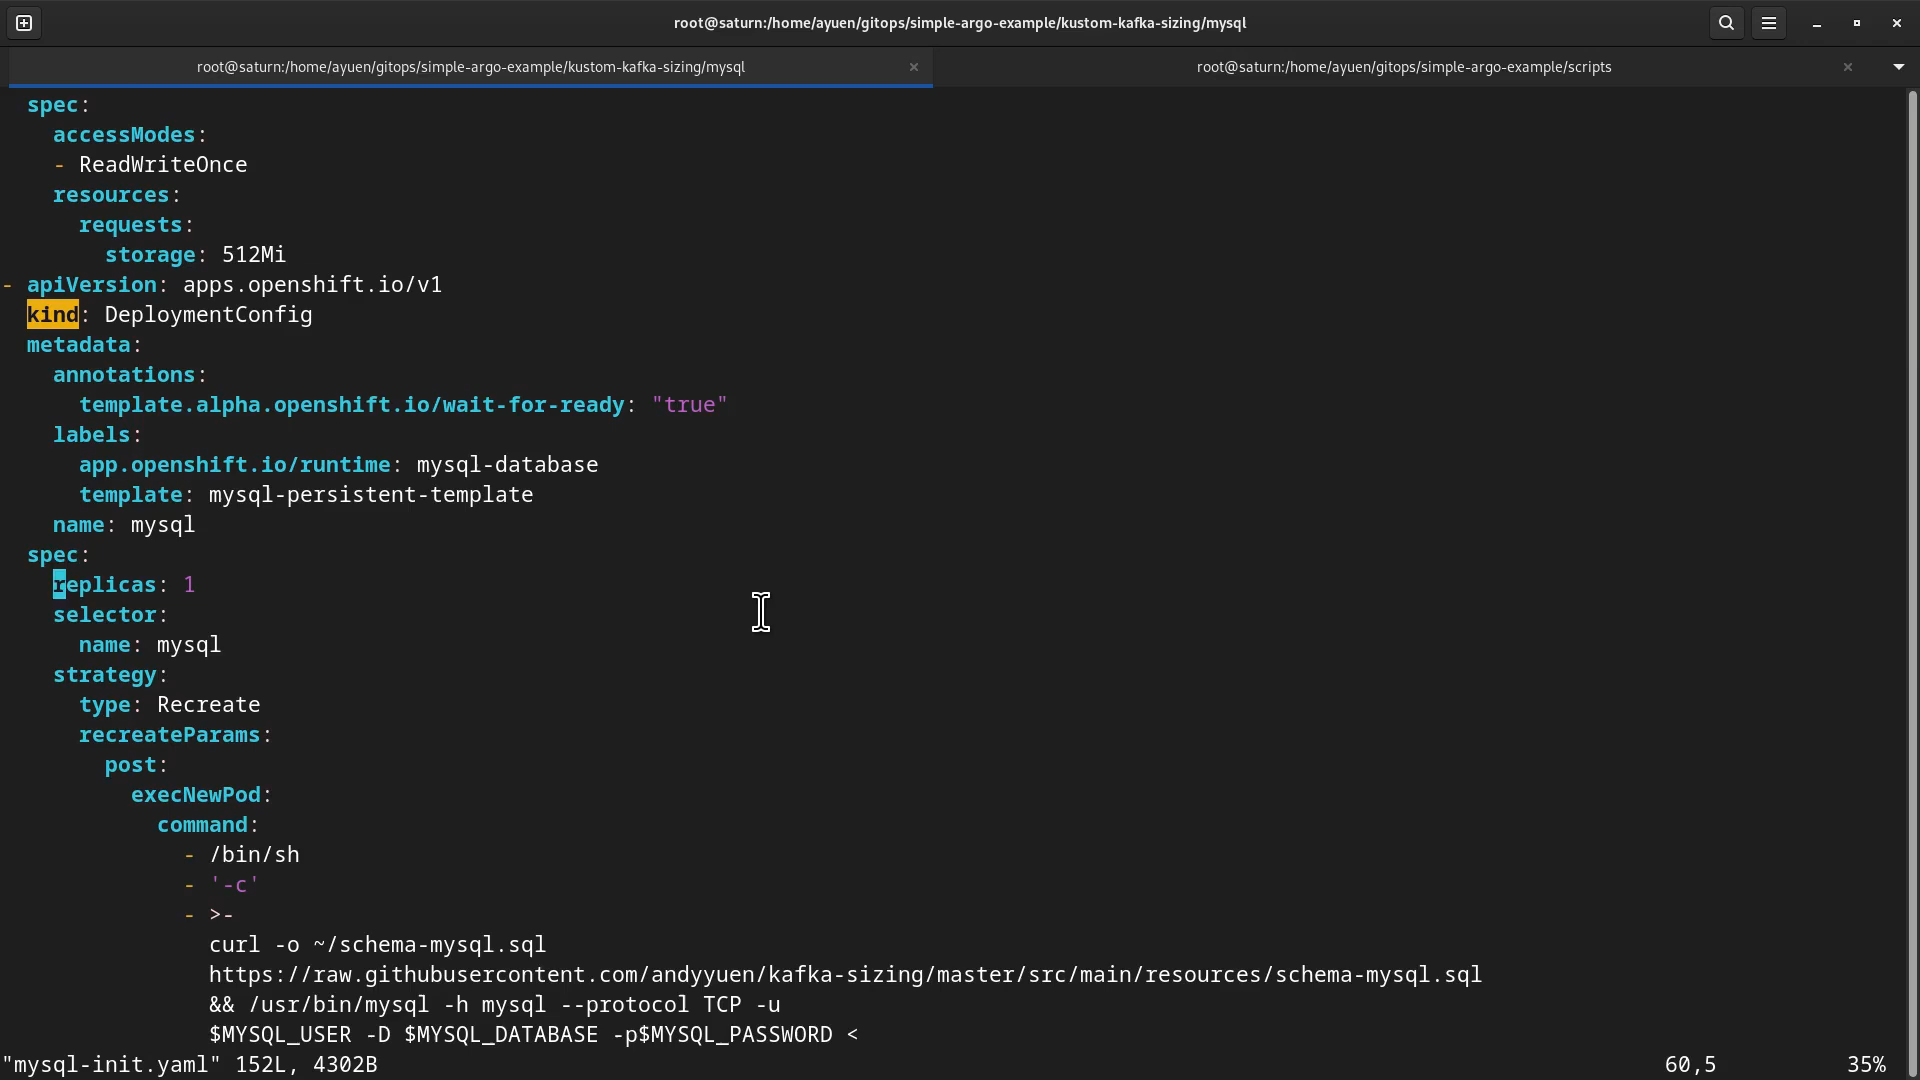 root@saturn:/home/ayuen/gitops/simple-argo-example/kustom-kafka-sizing/mysql
root@saturn:/home/ayuen/gitops/simple-argo-example/kustom-kafka-sizing/mysql
root@saturn:/home/ayuen/gitops/simple-argo-example/scripts
  spec:
    accessModes:
    - ReadWriteOnce
    resources:
      requests:
        storage: 512Mi
- apiVersion: apps.openshift.io/v1
  kind: DeploymentConfig
  metadata:
    annotations:
      template.alpha.openshift.io/wait-for-ready: "true"
    labels:
      app.openshift.io/runtime: mysql-database
      template: mysql-persistent-template
    name: mysql
  spec:
    replicas: 1
    selector:
      name: mysql
    strategy:
      type: Recreate
      recreateParams:
        post:
          execNewPod:
            command:
              - /bin/sh
              - '-c'
              - >-
                curl -o ~/schema-mysql.sql
                https://raw.githubusercontent.com/andyyuen/kafka-sizing/master/src/main/resources/schema-mysql.sql
                && /usr/bin/mysql -h mysql --protocol TCP -u
                $MYSQL_USER -D $MYSQL_DATABASE -p$MYSQL_PASSWORD <
"mysql-init.yaml" 152L, 4302B 60,5 35%